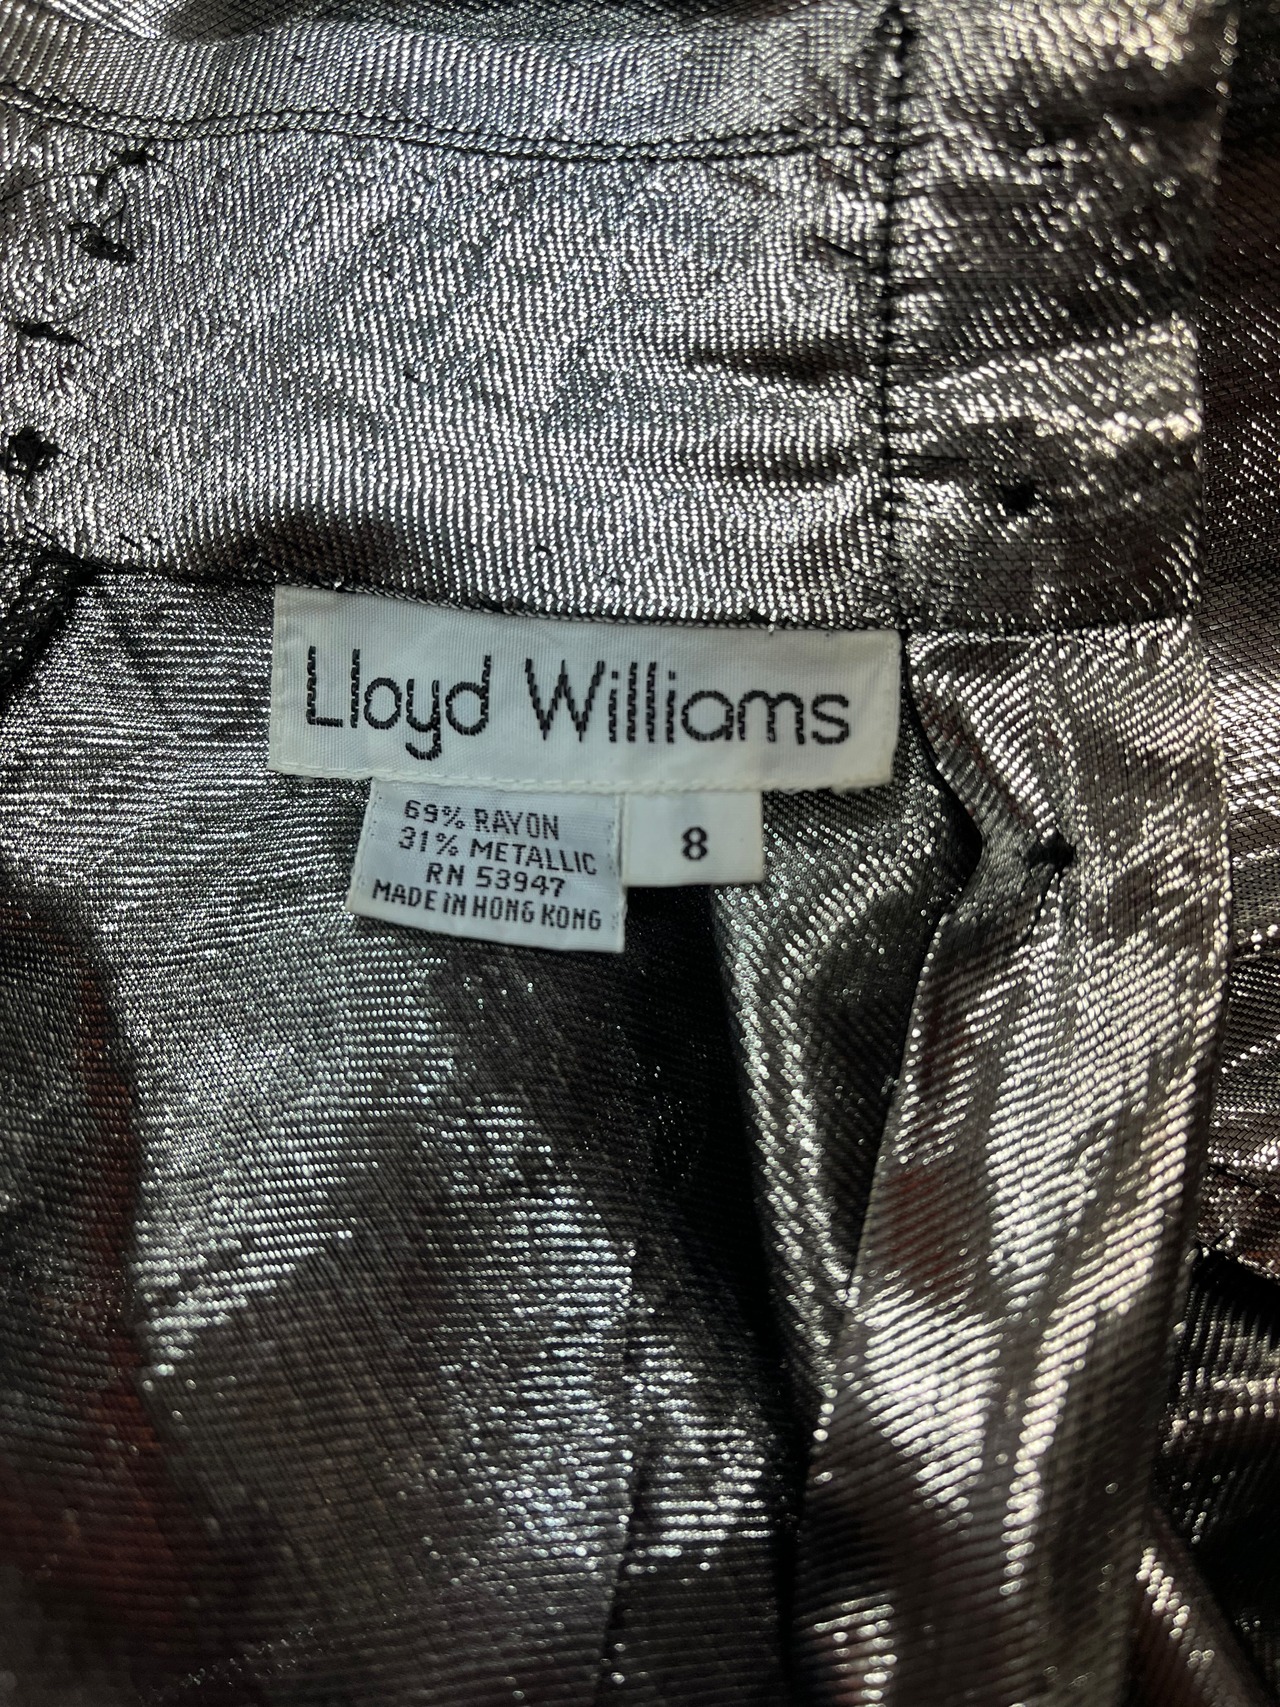 Lloyd Williams
69% RAYON
31% METALLIC
RN 53947
MADE IN HONG KONG
8